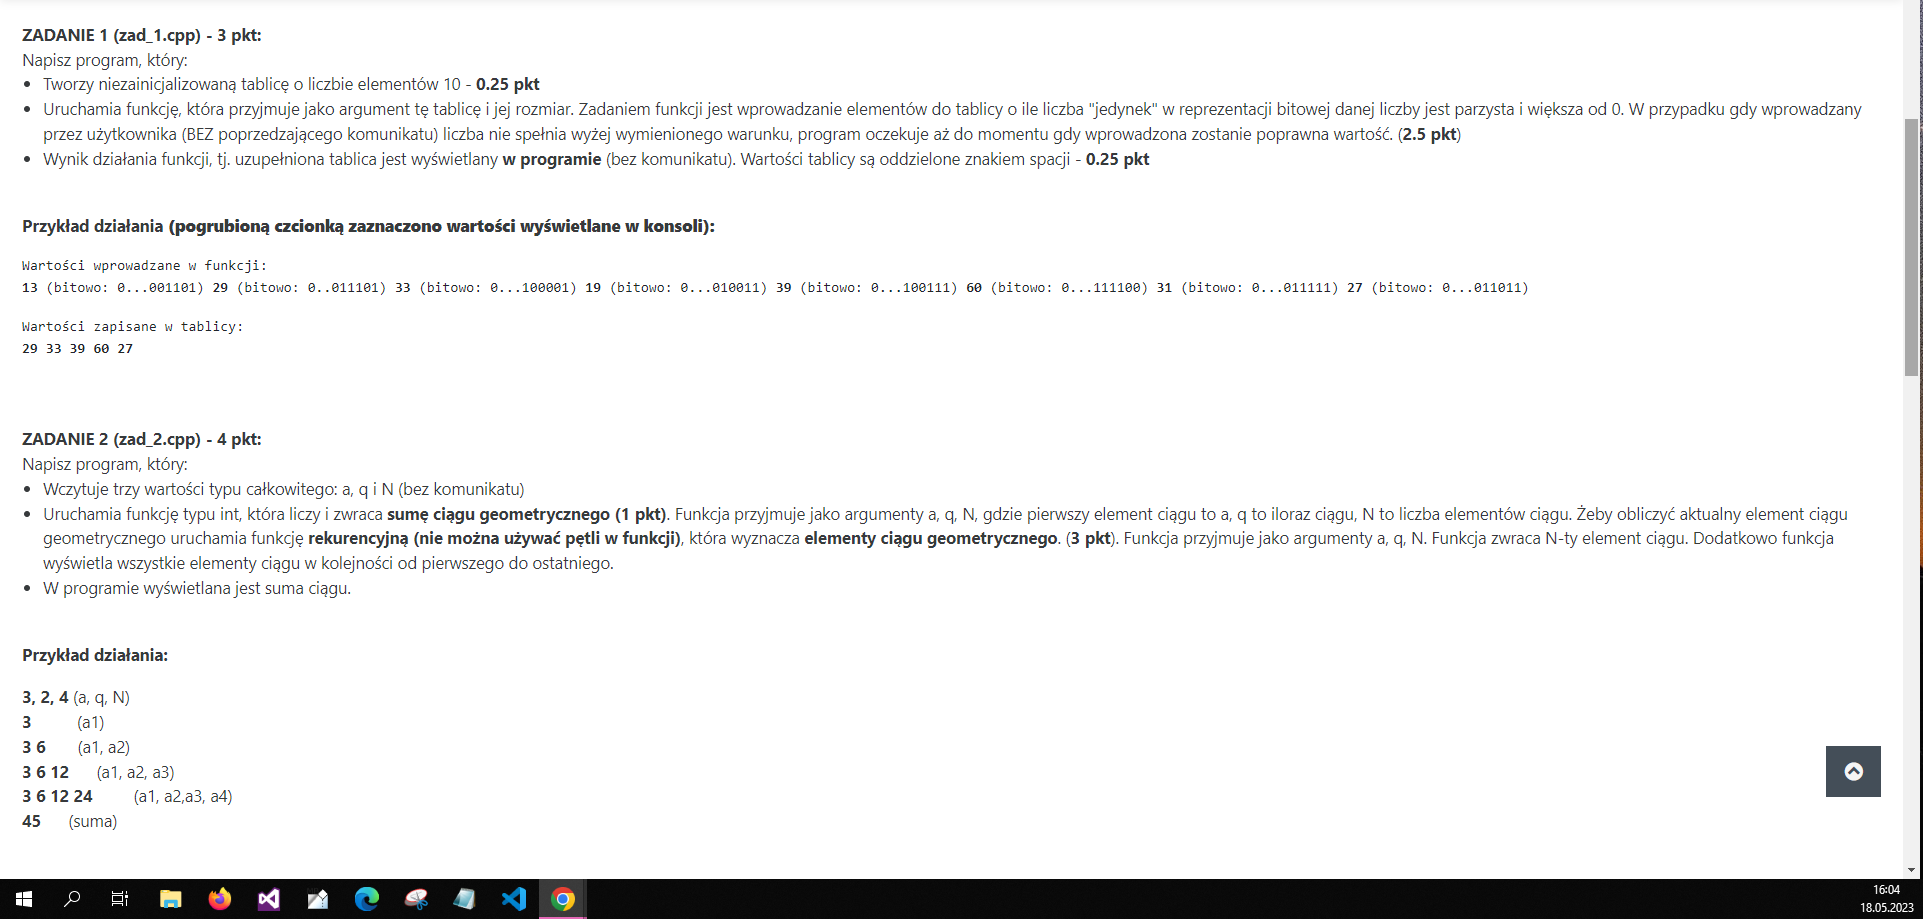 ZADANIE 1 (zad_1.cpp) - 3 pkt:
Napisz program, który:
• Tworzy niezainicjalizowaną tablicę o liczbie elementów 10 - 0.25 pkt
• Uruchamia funkcję, która przyjmuje jako argument tę tablicę i jej rozmiar. Zadaniem funkcji jest wprowadzanie elementów do tablicy o ile liczba "jedynek" w reprezentacji bitowej danej liczby jest parzysta i większa od 0. W przypadku gdy wprowadzany
przez użytkownika (BEZ poprzedzającego komunikatu) liczba nie spełnia wyżej wymienionego warunku, program oczekuje aż do momentu gdy wprowadzona zostanie poprawna wartość. (2.5 pkt)
• Wynik działania funkcji, tj. uzupełniona tablica jest wyświetlany w programie (bez komunikatu). Wartości tablicy są oddzielone znakiem spacji - 0.25 pkt
Przykład działania (pogrubioną czcionką zaznaczono wartości wyświetlane w konsoli):
Wartości wprowadzane w funkcji:
13 (bitowo: 0...001101) 29 (bitowo: 0..011101) 33 (bitowo: 0...100001) 19 (bitowo: 0...010011) 39 (bitowo: 0...100111) 60 (bitowo: 0...111100) 31 (bitowo: 0...011111) 27 (bitowo: 0...011011)
Wartości zapisane w tablicy:
29 33 39 60 27
ZADANIE 2 (zad_2.cpp) - 4 pkt:
Napisz program, który:
• Wczytuje trzy wartości typu całkowitego: a, q i N (bez komunikatu)
• Uruchamia funkcję typu int, która liczy i zwraca sumę ciągu geometrycznego (1 pkt). Funkcja przyjmuje jako argumenty a, q, N, gdzie pierwszy element ciągu to a, q to iloraz ciągu, N to liczba elementów ciągu. Żeby obliczyć aktualny element ciągu
geometrycznego uruchamia funkcję rekurencyjną (nie można używać pętli w funkcji), która wyznacza elementy ciągu geometrycznego. (3 pkt). Funkcja przyjmuje jako argumenty a, q, N. Funkcja zwraca N-ty element ciągu. Dodatkowo funkcja
wyświetla wszystkie elementy ciągu w kolejności od pierwszego do ostatniego.
• W programie wyświetlana jest suma ciągu.
Przykład działania:
3, 2, 4 (a, q, N)
3 (a1)
3 6 (a1, a2)
3 6 12 (a1, a2, a3)
3 6 12 24 (a1, a2,a3, a4)
45 (suma)
16:04
18.05.2023